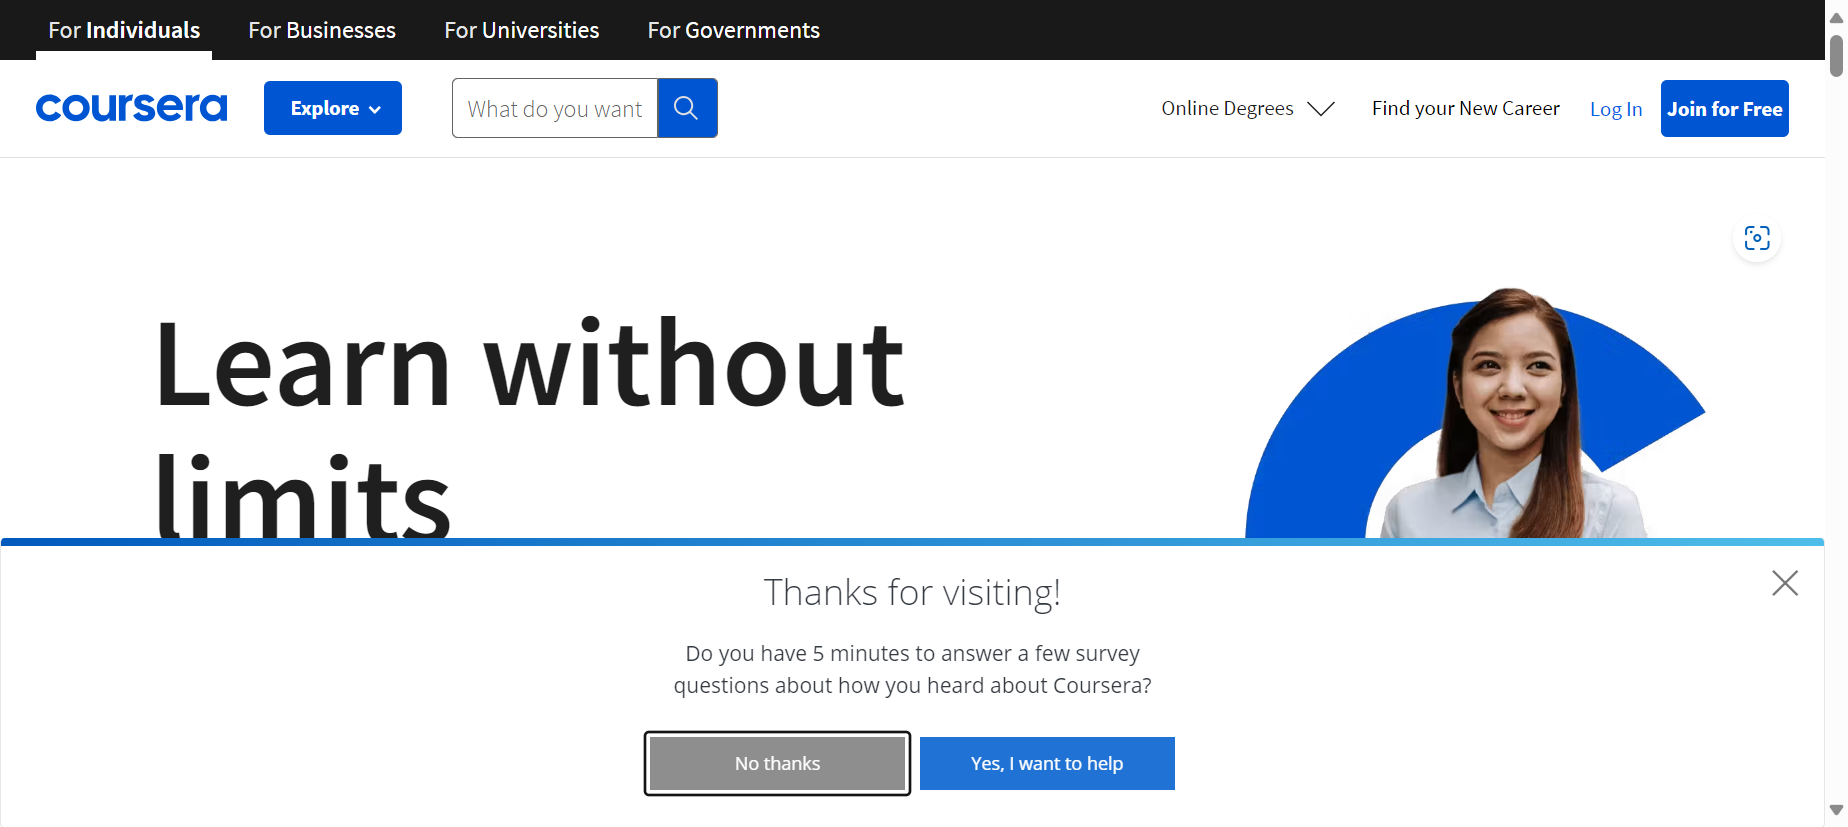 For Individuals For Businesses For Universities For Governments
coursera Explore What do you want Online Degrees Find your New Career Log In Join for Free
Learn without
limits
Thanks for visiting!
Do you have 5 minutes to answer a few survey
questions about how you heard about Coursera?
No thanks Yes, I want to help